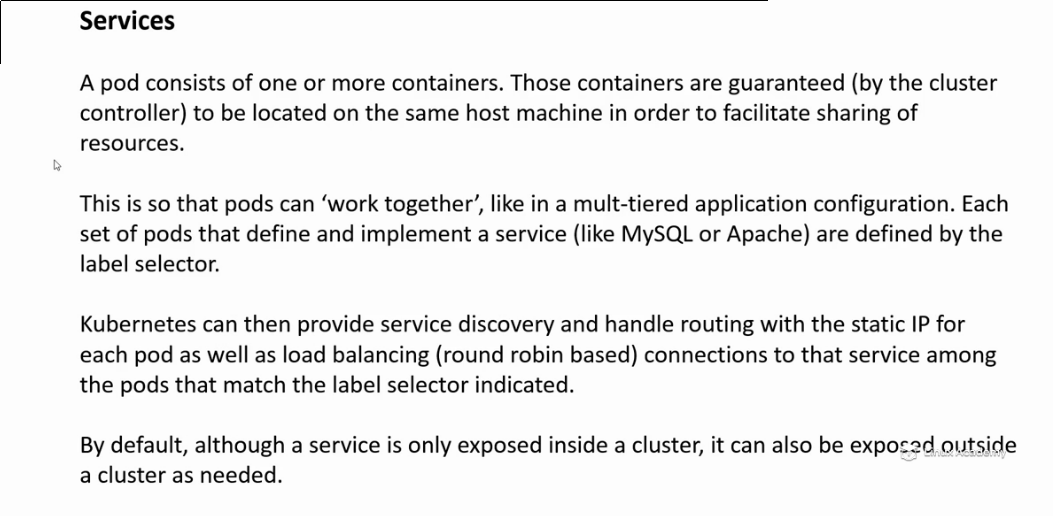 Services
A pod consists of one or more containers. Those containers are guaranteed (by the cluster
controller) to be located on the same host machine in order to facilitate sharing of
resources.
This is so that pods can ‘work together’, like in a mult-tiered application configuration. Each
set of pods that define and implement a service (like MySQL or Apache) are defined by the
label selector.
Kubernetes can then provide service discovery and handle routing with the static IP for
each pod as well as load balancing (round robin based) connections to that service among
the pods that match the label selector indicated.
By default, although a service is only exposed inside a cluster, it can also be exposed outside
a cluster as needed.
Linux Academy